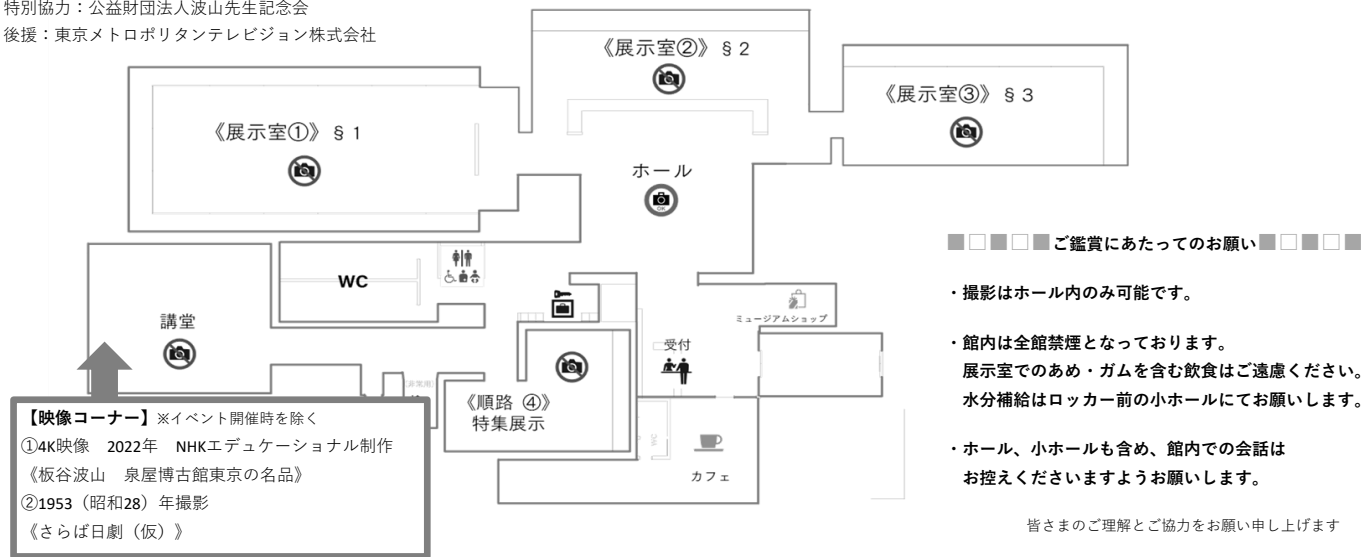 特別協力：公益財団法人波山先生記念会
後援：東京メトロポリタンテレビジョン株式会社
《展示室②》§2
《展示室③》§3
《展示室①》§1
ホール
OK
WC
講堂
ミュージアムショップ
受付
《順路 ④》
特集展示
WC
カフェ
【映像コーナー】※イベント開催時を除く
①4K映像　2022年　NHKエデュケーショナル制作
《板谷波山　泉屋博古館東京の名品》
②1953（昭和28）年撮影
《さらば日劇（仮）》
■□■□■ご鑑賞にあたってのお願い■□■□■
・撮影はホール内のみ可能です。
・館内は全館禁煙となっております。
展示室でのあめ・ガムを含む飲食はご遠慮ください。
水分補給はロッカー前の小ホールにてお願いします。
・ホール、小ホールも含め、館内での会話は
お控えくださいますようお願いします。
皆さまのご理解とご協力をお願い申し上げます